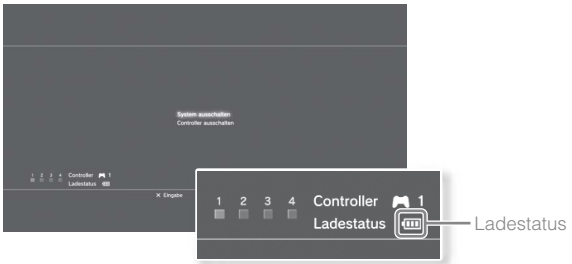 System ausschalten
Controller ausschalten
1 2 3 4 Controller 1
Ladestatus
X Eingabe
1 2 3 4 Controller 1
Ladestatus
Ladestatus